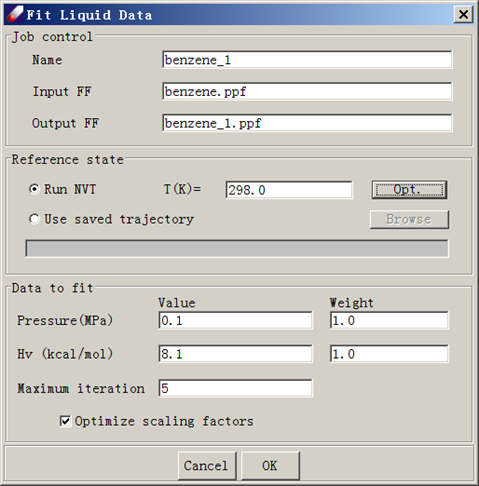 Fit Liquid Data
Job control
Name benzene_1
Input FF benzene.ppf
Output FF benzene_1.ppf
Reference state
Run NVT T(K)= 298.0 Opt.
Use saved trajectory Browse
Data to fit
Value Weight
Pressure(MPa) 0.1 1.0
Hv (kcal/mol) 8.1 1.0
Maximum iteration 5
Optimize scaling factors
Cancel OK